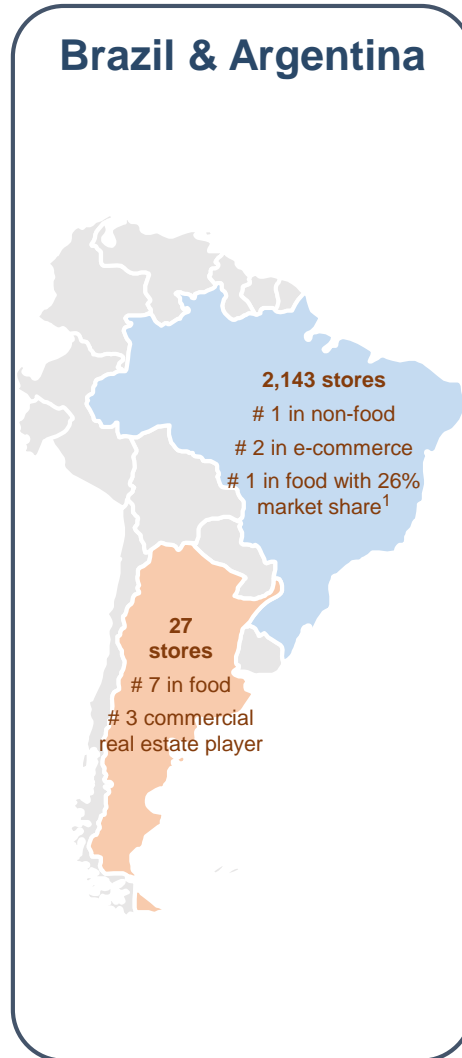 Brazil & Argentina
2,143 stores
# 1 in non-food
# 2 in e-commerce
# 1 in food with 26%
market share1
27
stores
# 7 in food
# 3 commercial
real estate player